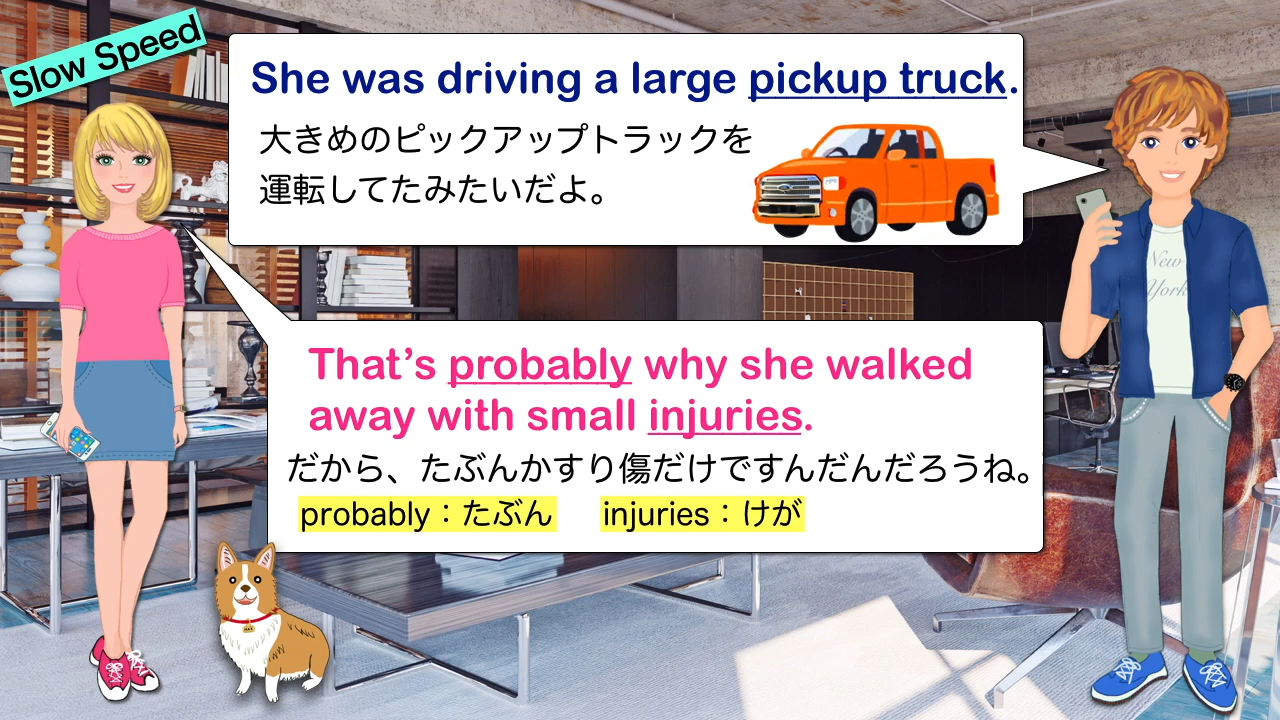 Slow Speed
She was driving a large pickup truck.
大きめのピックアップトラックを
運転してたみたいだよ。
New
York
That’s probably why she walked
away with small injuries.
だから、たぶんかすり傷だけですんだんだろうね。
probably：たぶん　injuries：けが